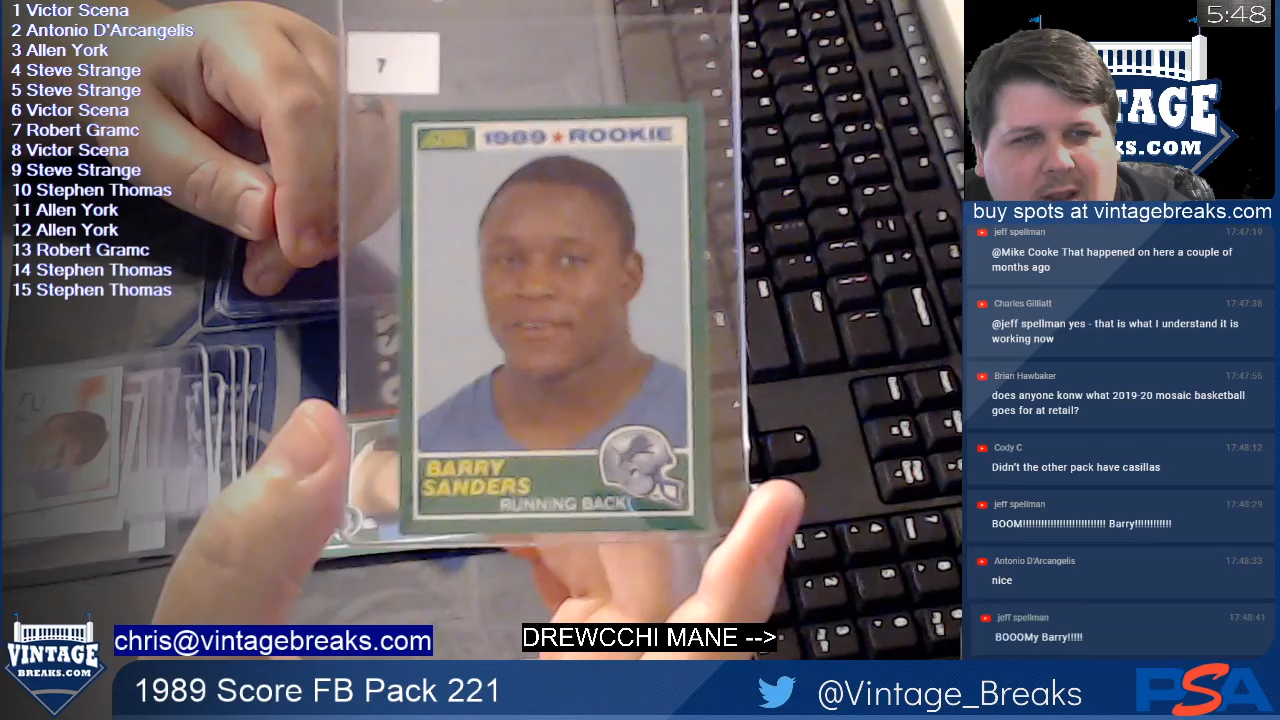 1 Victor Scena
2 Antonio D'Arcangelis
3 Allen York
4 Steve Strange
5 Steve Strange
6 Victor Scena
7 Robert Gramc
8 Victor Scena
9 Steve Strange
10 Stephen Thomas
11 Allen York
12 Allen York
13 Robert Gramc
14 Stephen Thomas
15 Stephen Thomas
7
1989 ★ ROOKIE
BARRY
SANDERS
RUNNING BACK
5:48
TAGE
KS.COM
buy spots at vintagebreaks.com
jeff spellman 17:47:19
@Mike Cooke That happened on here a couple of
months ago
Charles Gilliatt 17:47:36
@jeff spellman yes - that is what I understand it is
working now
Brian Hawbaker 17:47:56
does anyone konw what 2019-20 mosaic basketball
goes for at retail?
Cody C 17:48:12
Didn't the other pack have casillas
jeff spellman 17:48:29
BOOM!!!!!!!!!!!!!!!!!!!!!!!!!!! Barry!!!!!!!!!!!!
Antonio D'Arcangelis 17:48:33
nice
jeff spellman 17:48:41
BOOOMy Barry!!!!!
chris@vintagebreaks.com
DREWCCHI MANE -->
VINTAGE
BREAKS.COM
1989 Score FB Pack 221
@Vintage_Breaks
PSA